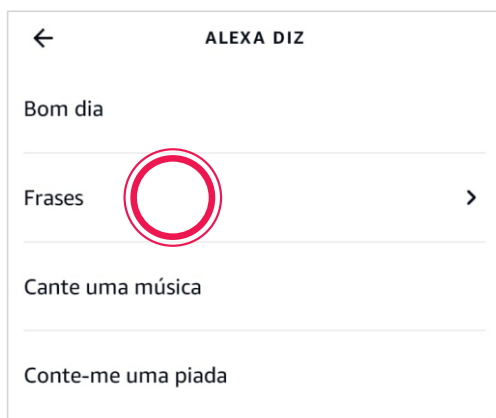 ALEXA DIZ
Bom dia
Frases
Cante uma música
Conte-me uma piada